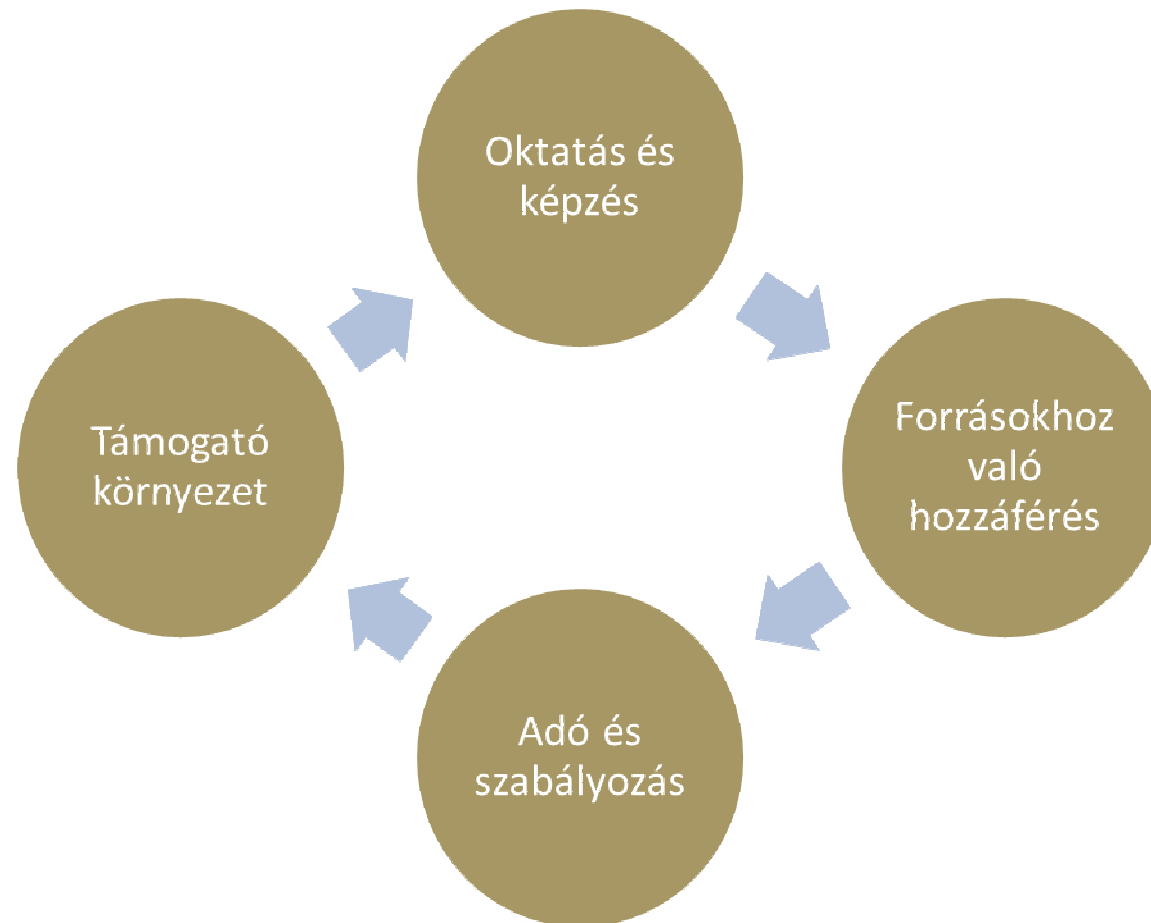 Oktatás és
képzés
Forrásokhoz
való
hozzáférés
Adó és
szabályozás
Támogató
környezet